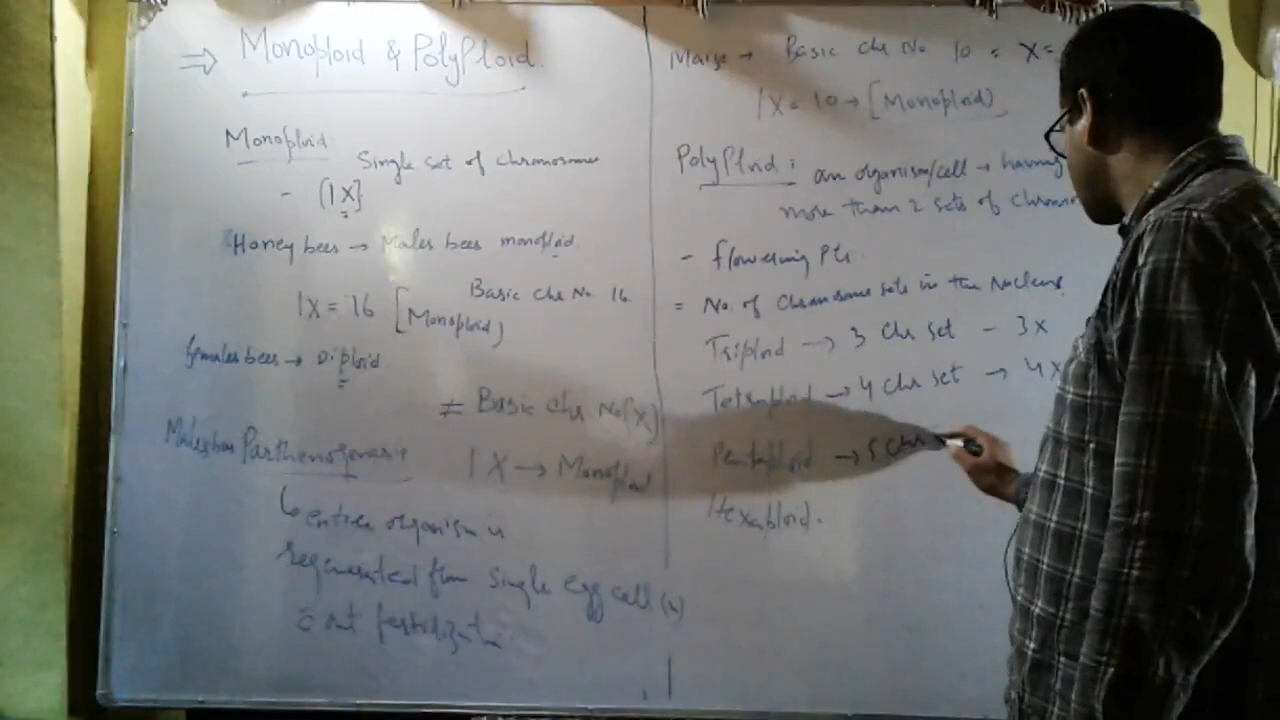 ⇒ Monoploid & Polyploid.
Monoploid:
Single set of chromosomes
- (1x}
Honey bees → Males bees monoploid
Basic chr No 16
1x = 16 [Monoploid)
females bees → Diploid
≠ Basic chr. No(x)
Males bees Parthenogenesis
1X → Monoploid
↳ entire organism is
regenerated from single egg cell (n)
c̄out fertilization
Maize → Basic chr No 10 = x =
1x = 10 → [Monoploid)
Polyploid : an organism/cell → having
more than 2 sets of chromo
- flowering pts.
= No. of chromosome sets in the Nucleus
Triploid → 3 chr set - 3x
Tetraploid → 4 chr set → 4x
Pentaploid → 5 chr
Hexaploid.